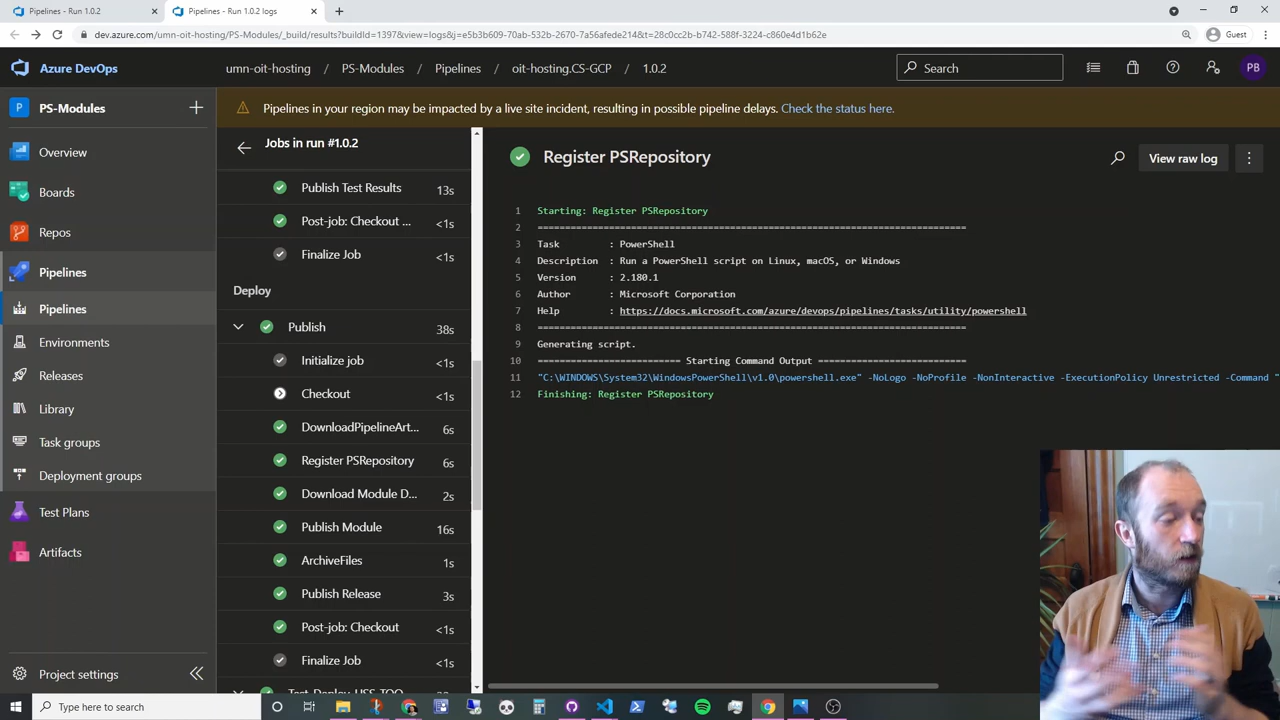 Pipelines - Run 1.0.2
Pipelines - Run 1.0.2 logs
dev.azure.com/umn-oit-hosting/PS-Modules/_build/results?buildId=1397&view=logs&j=e5b3b609-70ab-532b-2670-7a56afede214&t=28c0cc2b-b742-588f-3224-c860e4d1b62e
Guest
Azure DevOps
umn-oit-hosting / PS-Modules / Pipelines / oit-hosting.CS-GCP / 1.0.2
Search
PB
P PS-Modules
Pipelines in your region may be impacted by a live site incident, resulting in possible pipeline delays. Check the status here.
Overview
Boards
Repos
Pipelines
Pipelines
Environments
Releases
Library
Task groups
Deployment groups
Test Plans
Artifacts
Project settings
Jobs in run #1.0.2
Publish Test Results 13s
Post-job: Checkout ... <1s
Finalize Job <1s
Deploy
Publish 38s
Initialize job <1s
Checkout <1s
DownloadPipelineArt... 6s
Register PSRepository 6s
Download Module D... 2s
Publish Module 16s
ArchiveFiles 1s
Publish Release 3s
Post-job: Checkout <1s
Finalize Job <1s
Register PSRepository
View raw log
1 Starting: Register PSRepository
2 ==============================================================================
3 Task : PowerShell
4 Description : Run a PowerShell script on Linux, macOS, or Windows
5 Version : 2.180.1
6 Author : Microsoft Corporation
7 Help : https://docs.microsoft.com/azure/devops/pipelines/tasks/utility/powershell
8 ==============================================================================
9 Generating script.
10 ========================== Starting Command Output ===========================
11 "C:\WINDOWS\System32\WindowsPowerShell\v1.0\powershell.exe" -NoLogo -NoProfile -NonInteractive -ExecutionPolicy Unrestricted -Command "
12 Finishing: Register PSRepository
Type here to search